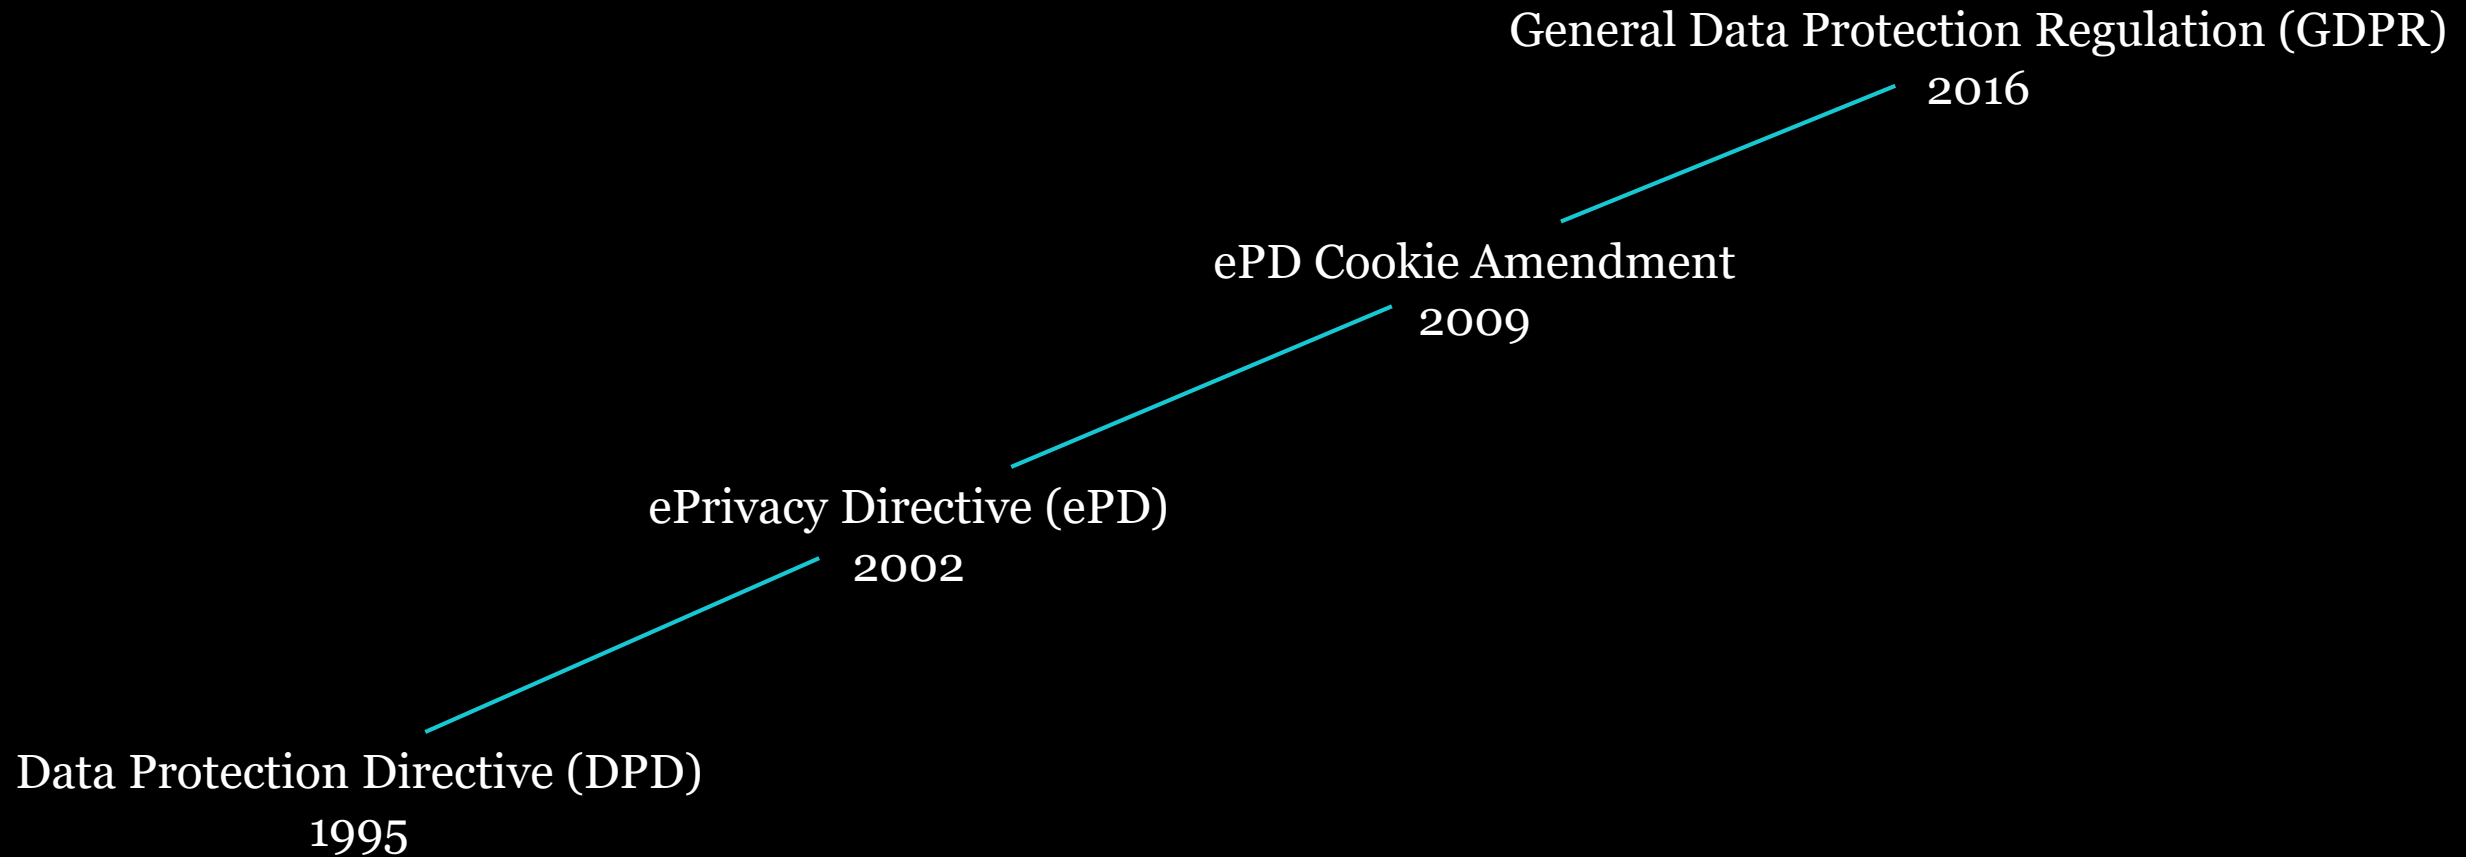 General Data Protection Regulation (GDPR)
2016
ePD Cookie Amendment
2009
ePrivacy Directive (ePD)
2002
Data Protection Directive (DPD)
1995